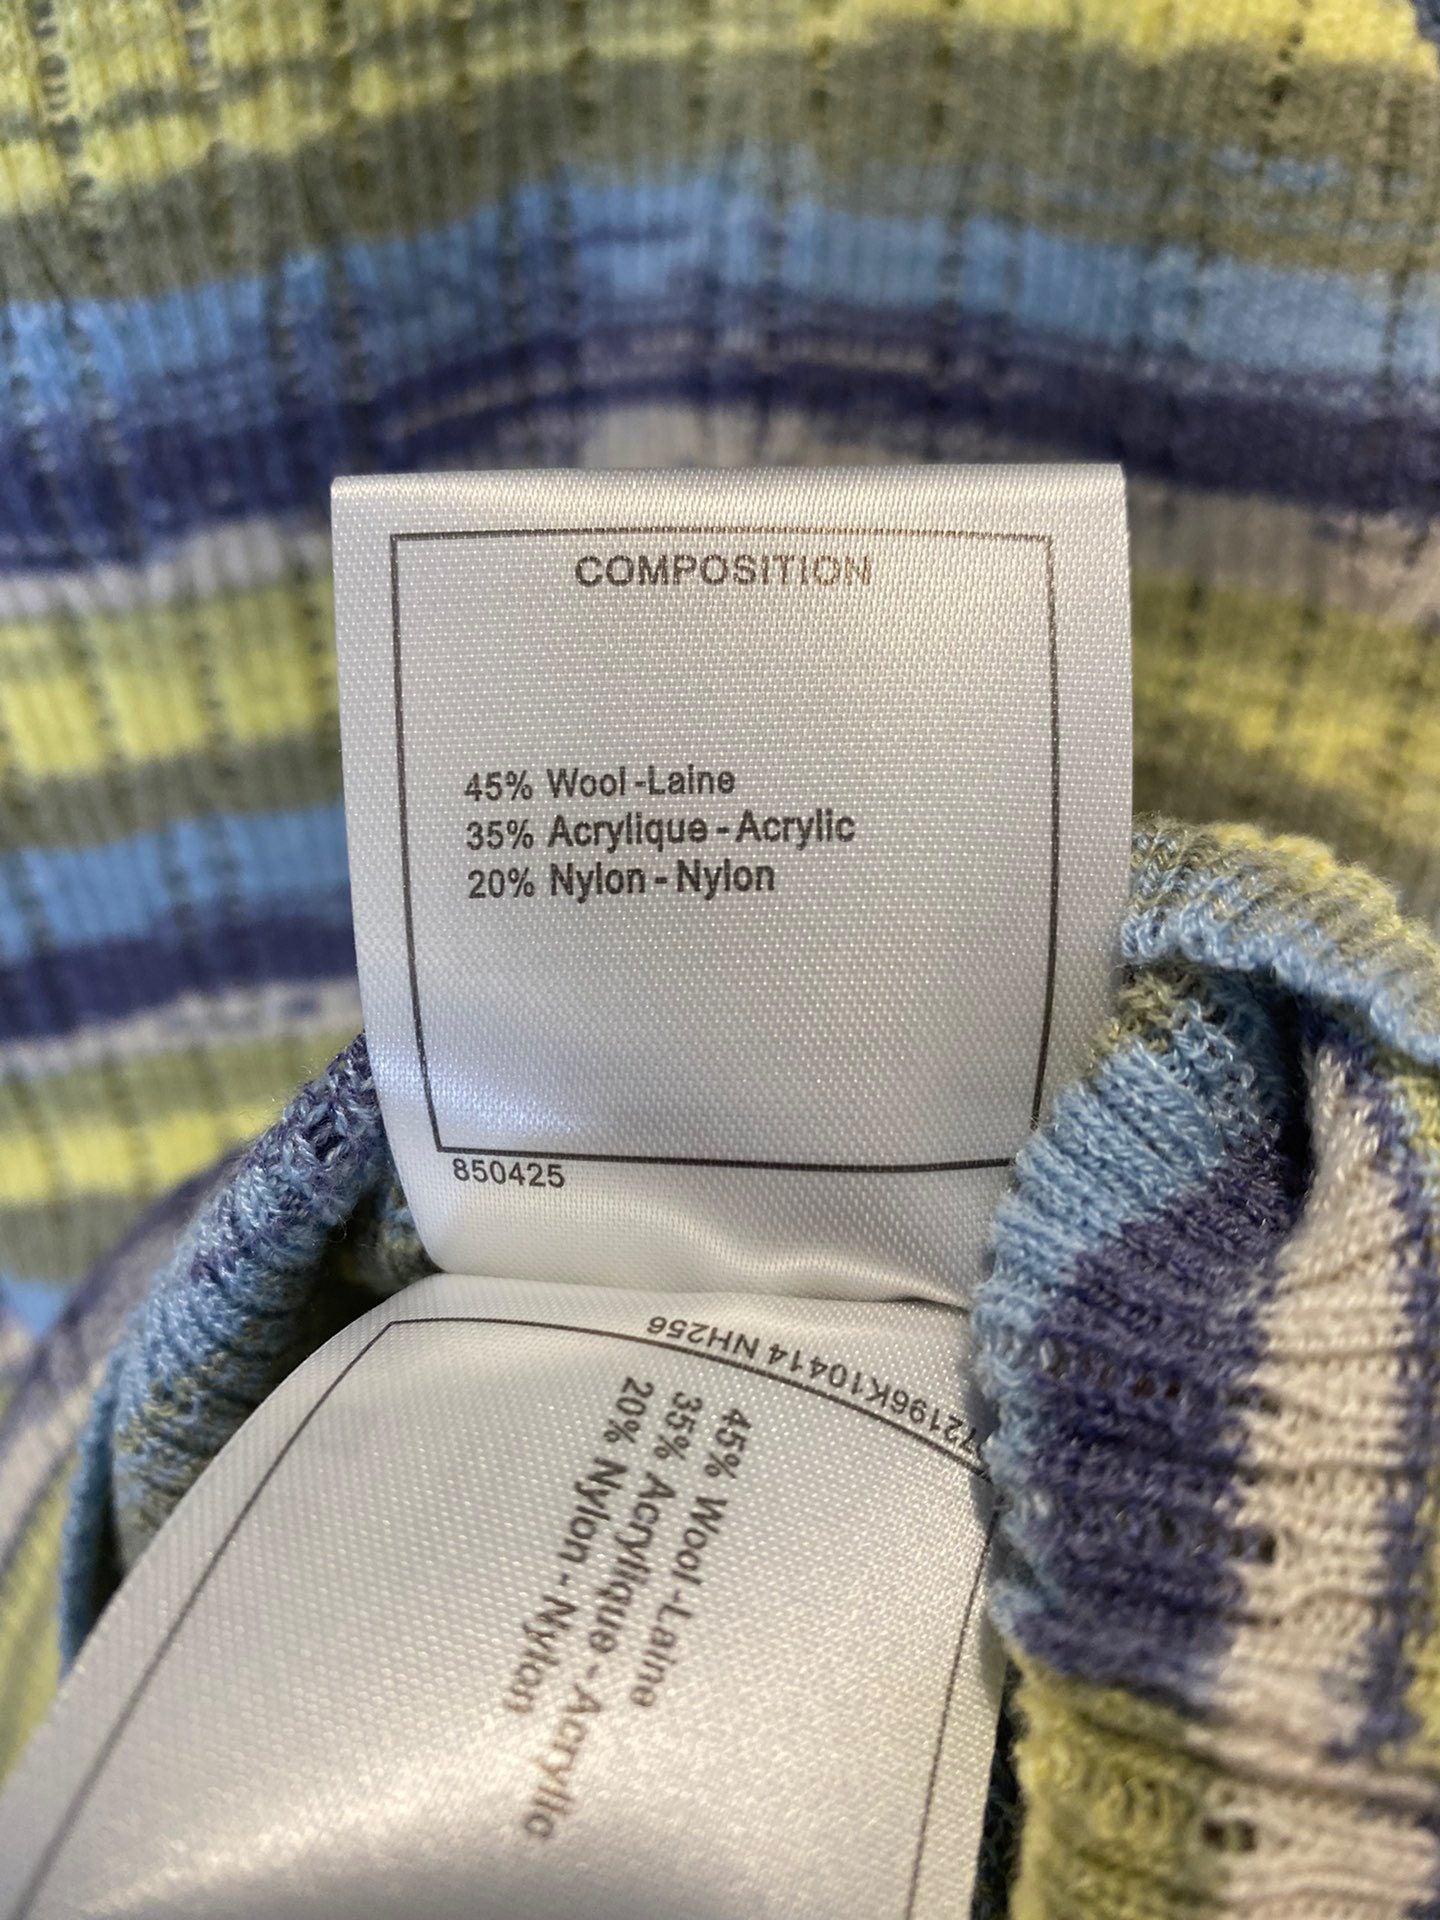 COMPOSITION
45% Wool-Laine
35% Acrylique - Acrylic
20% Nylon - Nylon
850425
72196K10414 NH256
45% Wool-Laine
35% Acrylique - Acrylic
20% Nylon - Nylon